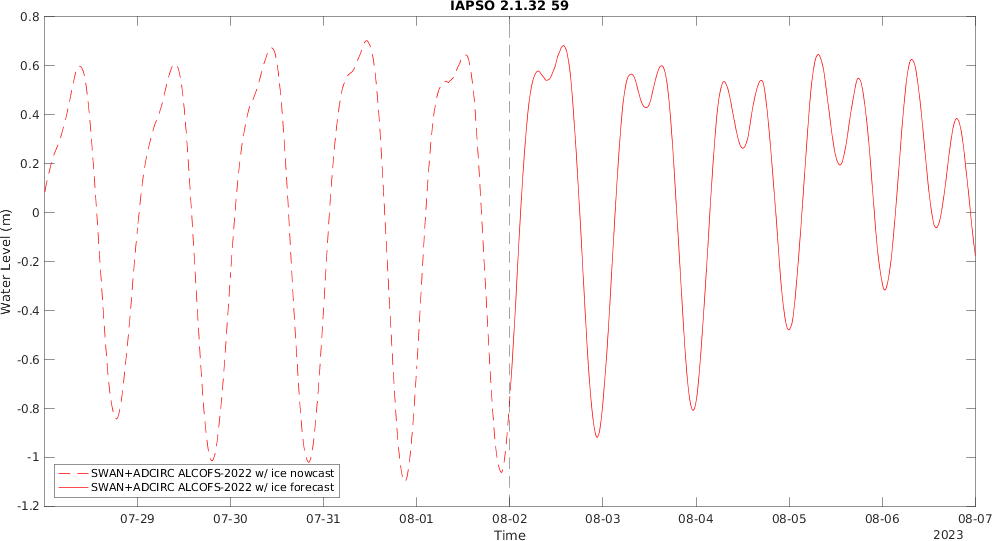 IAPSO 2.1.32 59
Water Level (m)
0.8
0.6
0.4
0.2
0
-0.2
-0.4
-0.6
-0.8
-1
-1.2
SWAN+ADCIRC ALCOFS-2022 w/ ice nowcast
SWAN+ADCIRC ALCOFS-2022 w/ ice forecast
07-29 07-30 07-31 08-01 08-02 08-03 08-04 08-05 08-06 08-07
Time
2023